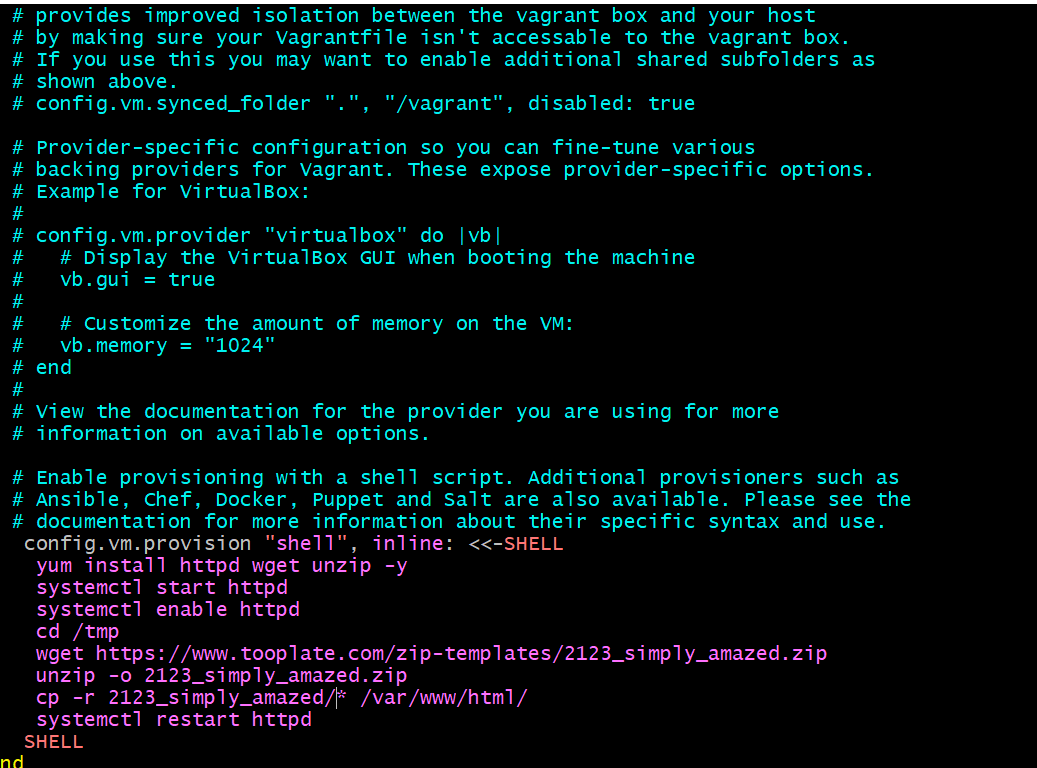 # provides improved isolation between the vagrant box and your host
# by making sure your Vagrantfile isn't accessable to the vagrant box.
# If you use this you may want to enable additional shared subfolders as
# shown above.
# config.vm.synced_folder ".", "/vagrant", disabled: true

# Provider-specific configuration so you can fine-tune various
# backing providers for Vagrant. These expose provider-specific options.
# Example for VirtualBox:
#
# config.vm.provider "virtualbox" do |vb|
#   # Display the VirtualBox GUI when booting the machine
#   vb.gui = true
#
#   # Customize the amount of memory on the VM:
#   vb.memory = "1024"
# end
#
# View the documentation for the provider you are using for more
# information on available options.

# Enable provisioning with a shell script. Additional provisioners such as
# Ansible, Chef, Docker, Puppet and Salt are also available. Please see the
# documentation for more information about their specific syntax and use.
 config.vm.provision "shell", inline: <<-SHELL
  yum install httpd wget unzip -y
  systemctl start httpd
  systemctl enable httpd
  cd /tmp
  wget https://www.tooplate.com/zip-templates/2123_simply_amazed.zip
  unzip -o 2123_simply_amazed.zip
  cp -r 2123_simply_amazed/* /var/www/html/
  systemctl restart httpd
 SHELL
nd